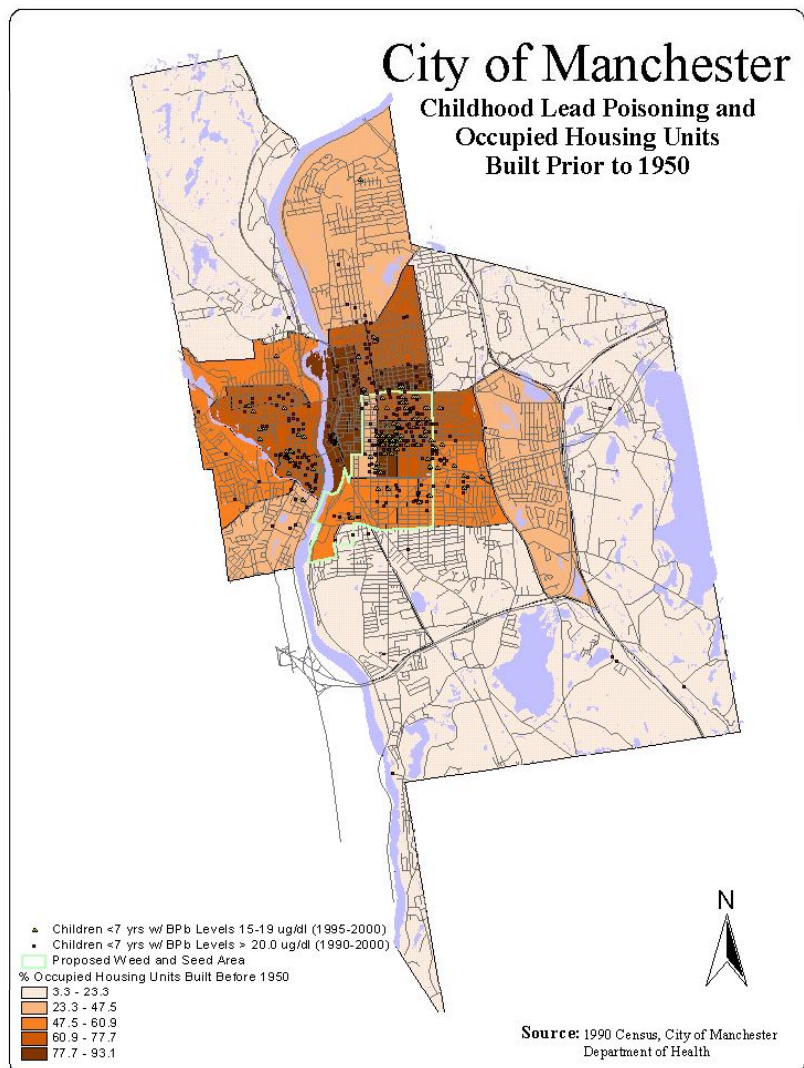 City of Manchester
Childhood Lead Poisoning and
Occupied Housing Units
Built Prior to 1950
Children <7 yrs w/ BPb Levels 15-19 ug/dl (1995-2000)
Children <7 yrs w/ BPb Levels > 20.0 ug/dl (1990-2000)
Proposed Weed and Seed Area
% Occupied Housing Units Built Before 1950
3.3 - 23.3
23.3 - 47.5
47.5 - 60.9
60.9 - 77.7
77.7 - 93.1
N
Source: 1990 Census, City of Manchester
Department of Health